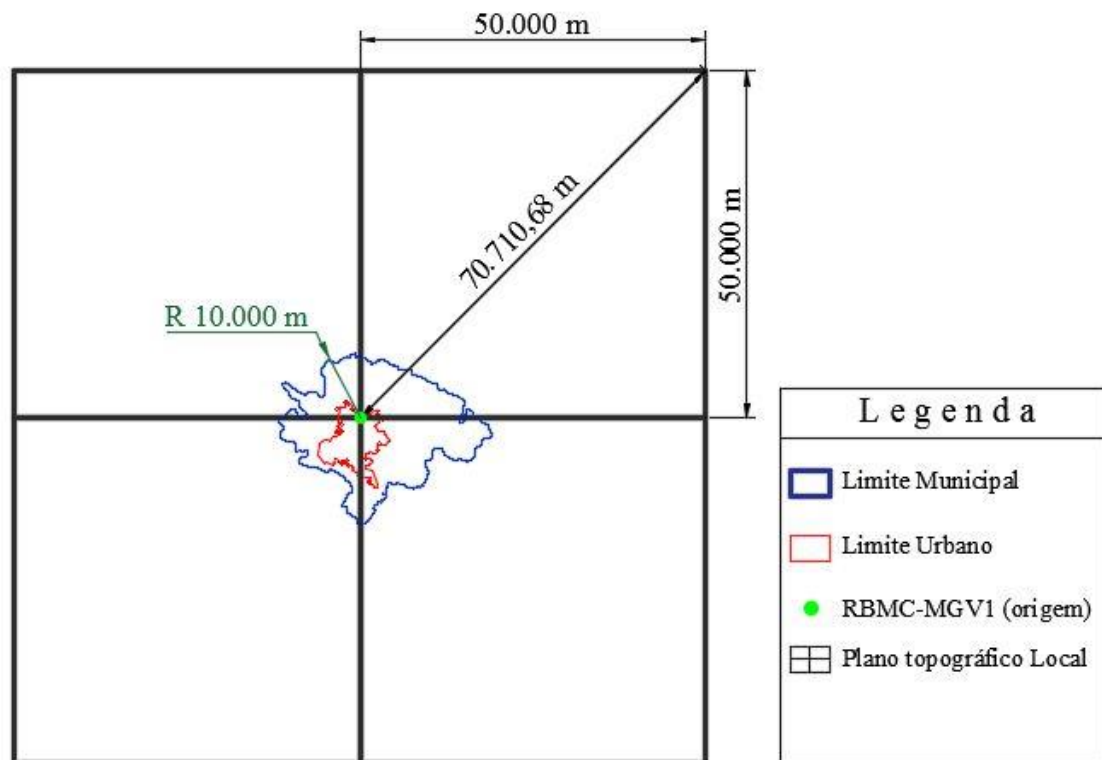 50.000 m
70.710,68 m
50.000 m
R 10.000 m
Legenda
Limite Municipal
Limite Urbano
RBMC-MGV1 (origem)
Plano topográfico Local